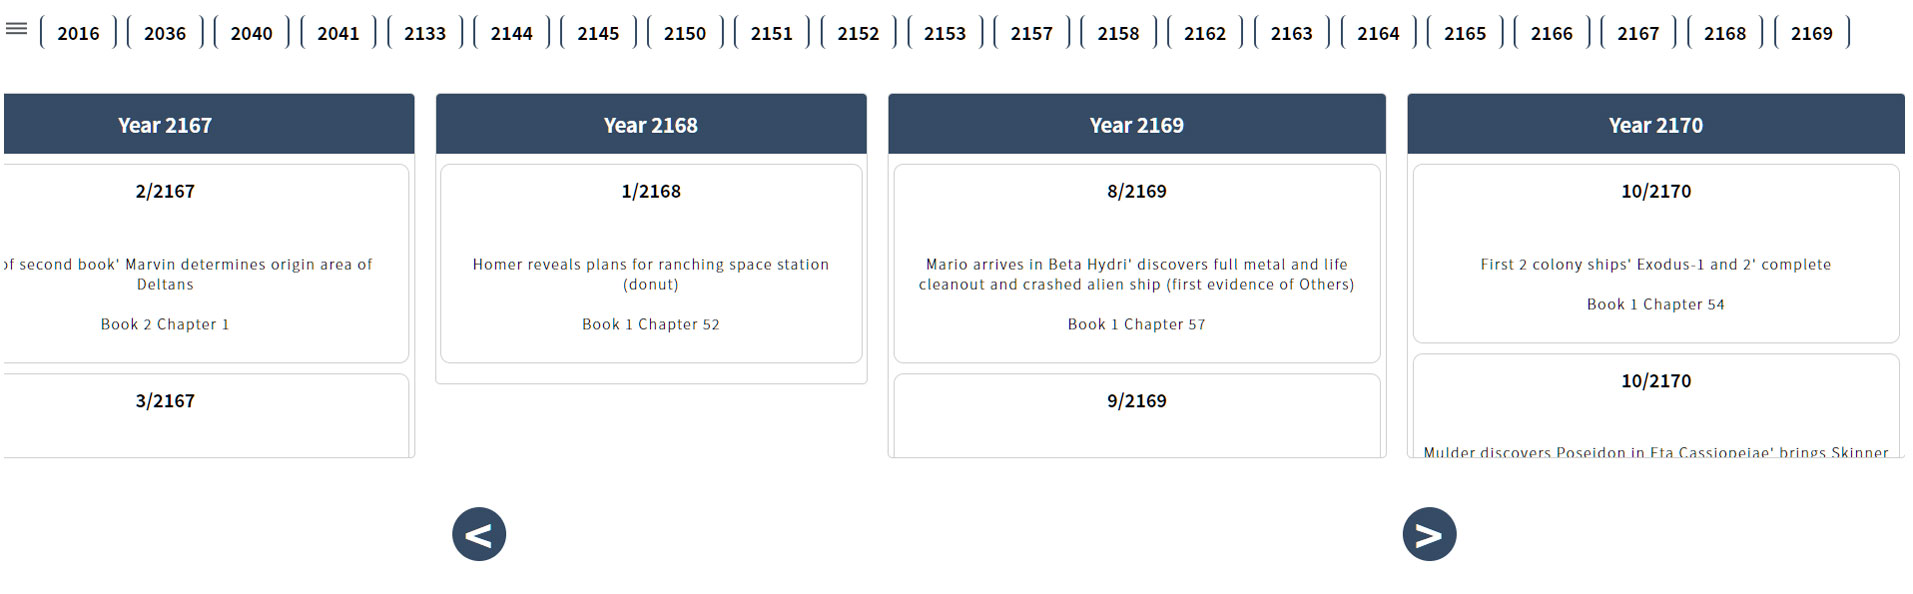 2016 2036 2040 2041 2133 2144 2145 2150 2151 2152 2153 2157 2158 2162 2163 2164 2165 2166 2167 2168 2169
Year 2167
2/2167
of second book' Marvin determines origin area of
Deltans
Book 2 Chapter 1
3/2167
Year 2168
1/2168
Homer reveals plans for ranching space station
(donut)
Book 1 Chapter 52
Year 2169
8/2169
Mario arrives in Beta Hydri' discovers full metal and life
cleanout and crashed alien ship (first evidence of Others)
Book 1 Chapter 57
9/2169
Year 2170
10/2170
First 2 colony ships' Exodus-1 and 2' complete
Book 1 Chapter 54
10/2170
Mulder discovers Poseidon in Eta Cassiopeiae' brings Skinner
<
>